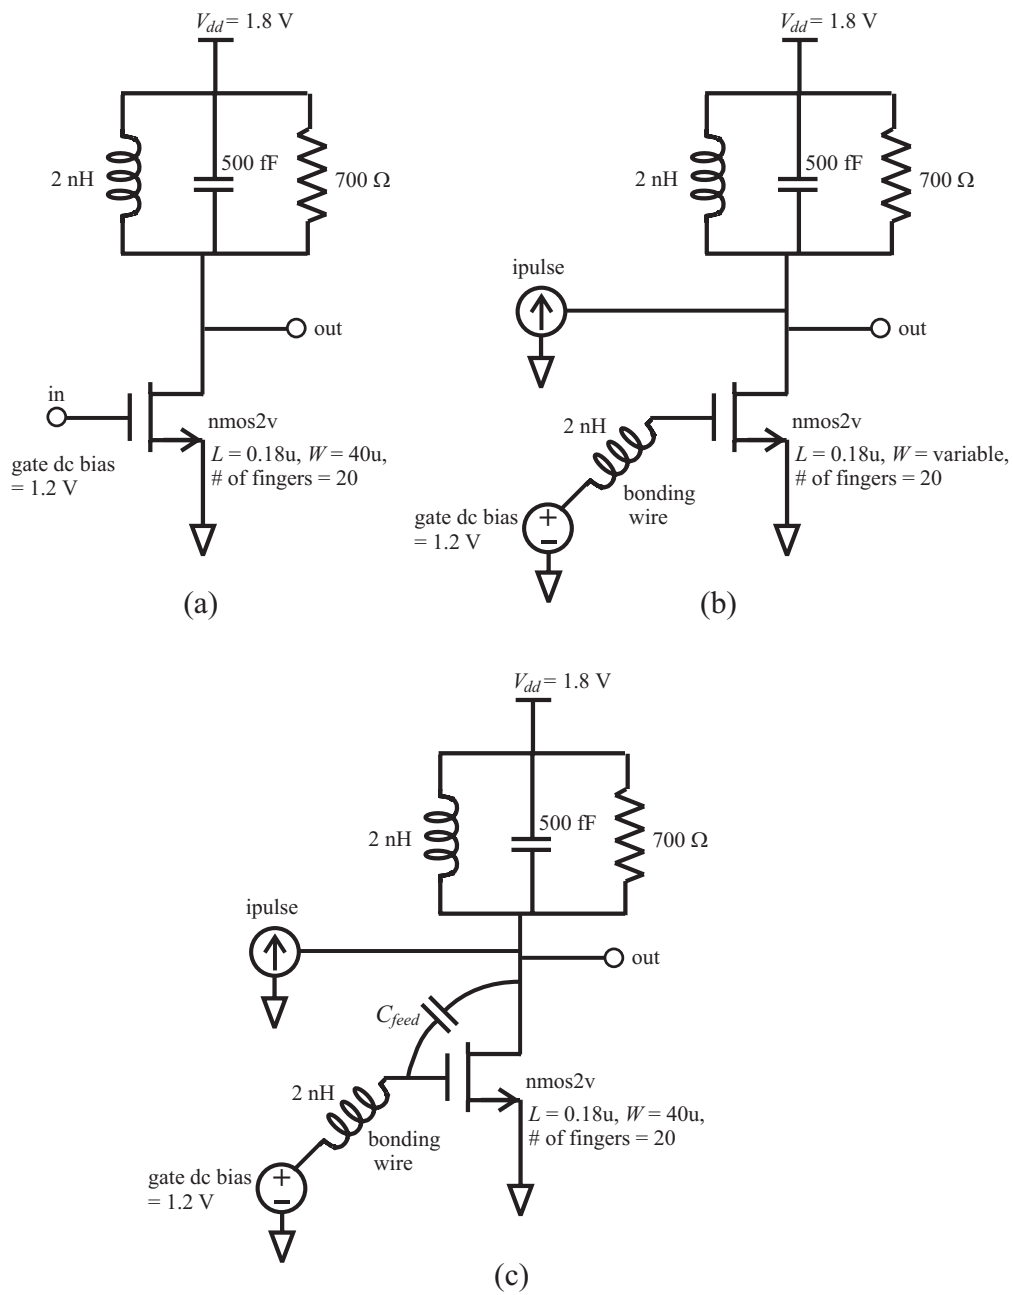 Vdd = 1.8 V
2 nH
500 fF
700 Ω
out
in
nmos2v
L = 0.18u, W = 40u,
# of fingers = 20
gate dc bias
= 1.2 V
(a)
Vdd = 1.8 V
2 nH
500 fF
700 Ω
ipulse
out
2 nH
nmos2v
L = 0.18u, W = variable,
# of fingers = 20
bonding
wire
gate dc bias
= 1.2 V
+
−
(b)
Vdd = 1.8 V
2 nH
500 fF
700 Ω
ipulse
out
Cfeed
2 nH
nmos2v
L = 0.18u, W = 40u,
# of fingers = 20
bonding
wire
gate dc bias
= 1.2 V
+
−
(c)